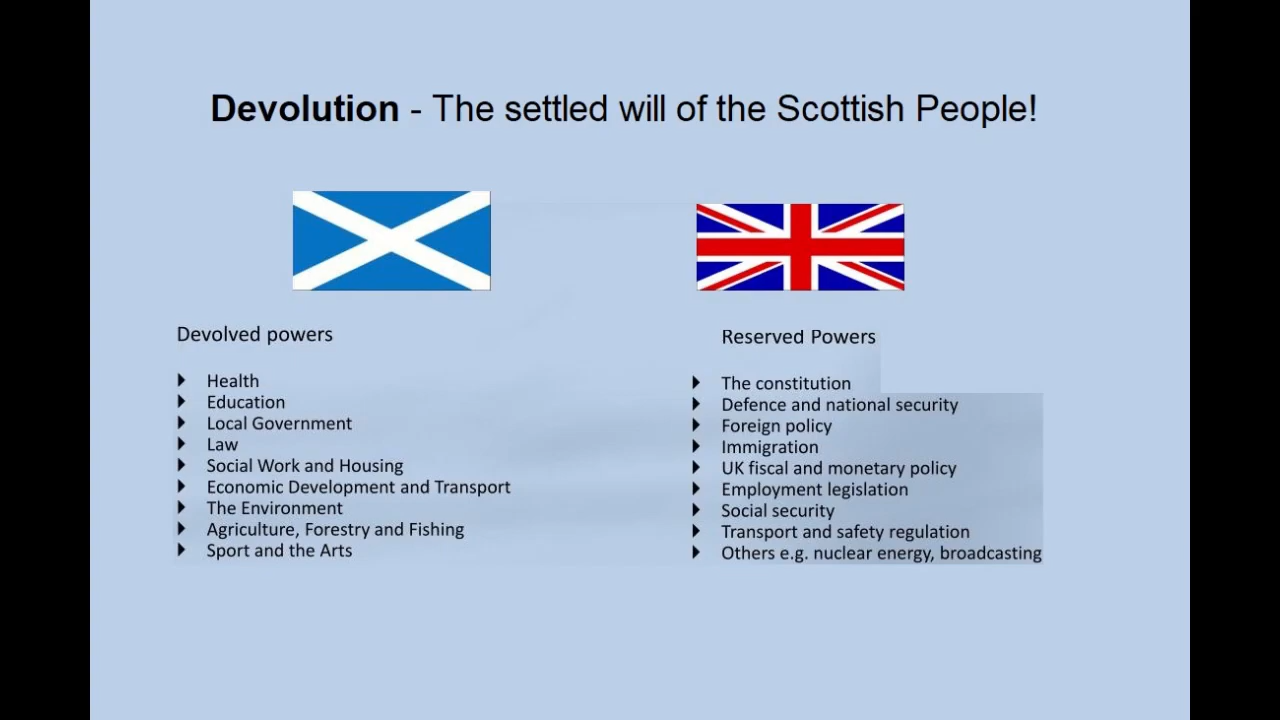 Devolution - The settled will of the Scottish People!
Devolved powers
Health
Education
Local Government
Law
Social Work and Housing
Economic Development and Transport
The Environment
Agriculture, Forestry and Fishing
Sport and the Arts
Reserved Powers
The constitution
Defence and national security
Foreign policy
Immigration
UK fiscal and monetary policy
Employment legislation
Social security
Transport and safety regulation
Others e.g. nuclear energy, broadcasting